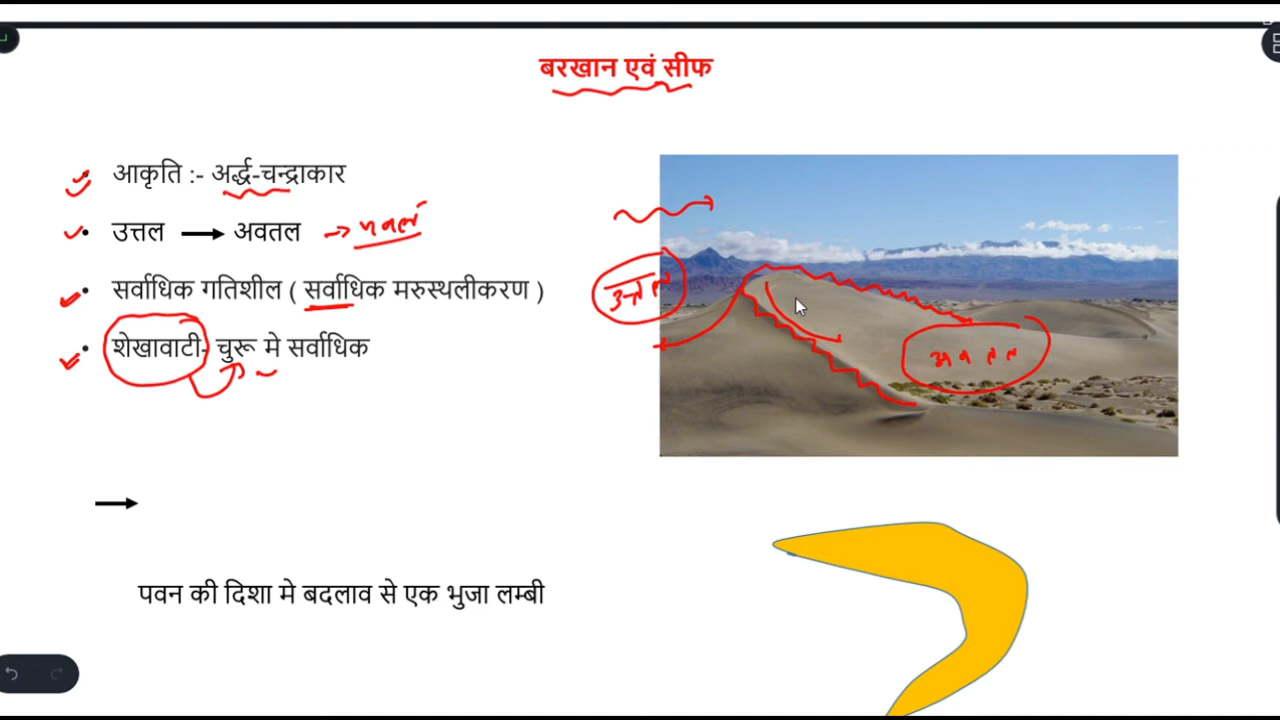 बरखान एवं सीफ
आकृति :- अर्द्ध-चन्द्राकार
उत्तल → अवतल →
सर्वाधिक गतिशील ( सर्वाधिक मरुस्थलीकरण )
शेखावाटी- चुरू मे सर्वाधिक
उत्तल
अवतल
→
पवन की दिशा मे बदलाव से एक भुजा लम्बी